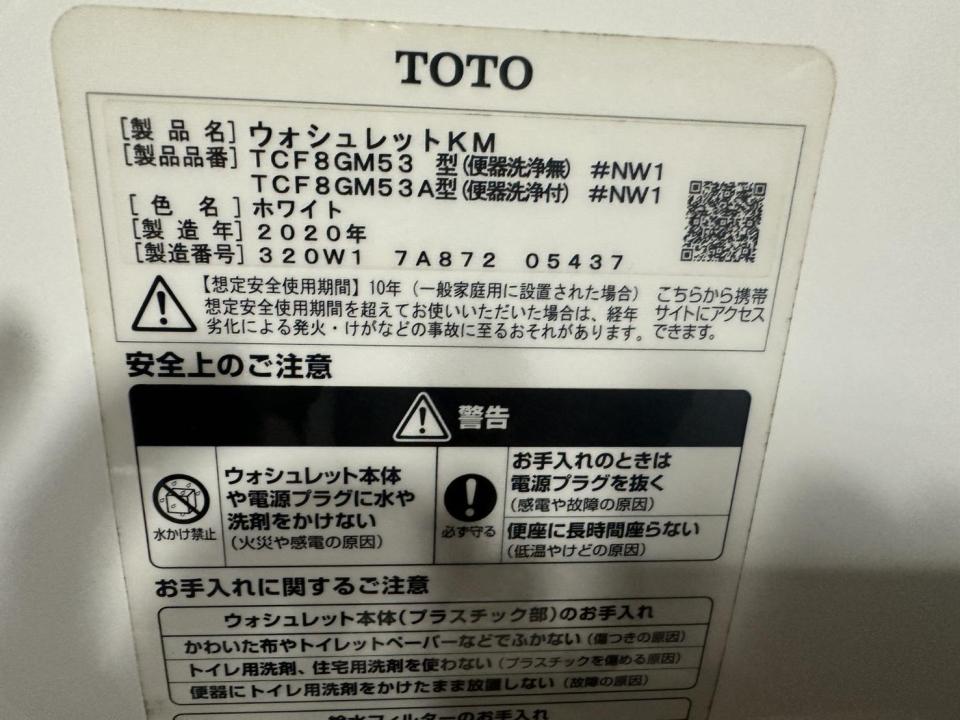 TOTO
[製品名] ウォシュレットKM
[製品品番] TCF8GM53 型(便器洗浄無) #NW1
TCF8GM53A型(便器洗浄付) #NW1
[色名] ホワイト
[製造年] 2020年
[製造番号] 320W1 7A872 05437
【想定安全使用期間】10年(一般家庭用に設置された場合)
想定安全使用期間を超えてお使いいただいた場合は、経年
劣化による発火・けがなどの事故に至るおそれがあります。
こちらから携帯
サイトにアクセス
できます。
安全上のご注意
警告
水かけ禁止
ウォシュレット本体
や電源プラグに水や
洗剤をかけない
(火災や感電の原因)
必ず守る
お手入れのときは
電源プラグを抜く
(感電や故障の原因)
便座に長時間座らない
(低温やけどの原因)
お手入れに関するご注意
ウォシュレット本体(プラスチック部)のお手入れ
かわいた布やトイレットペーパーなどでふかない(傷つきの原因)
トイレ用洗剤、住宅用洗剤を使わない(プラスチックを傷める原因)
便器にトイレ用洗剤をかけたまま放置しない(故障の原因)
給水フィルターのお手入れ